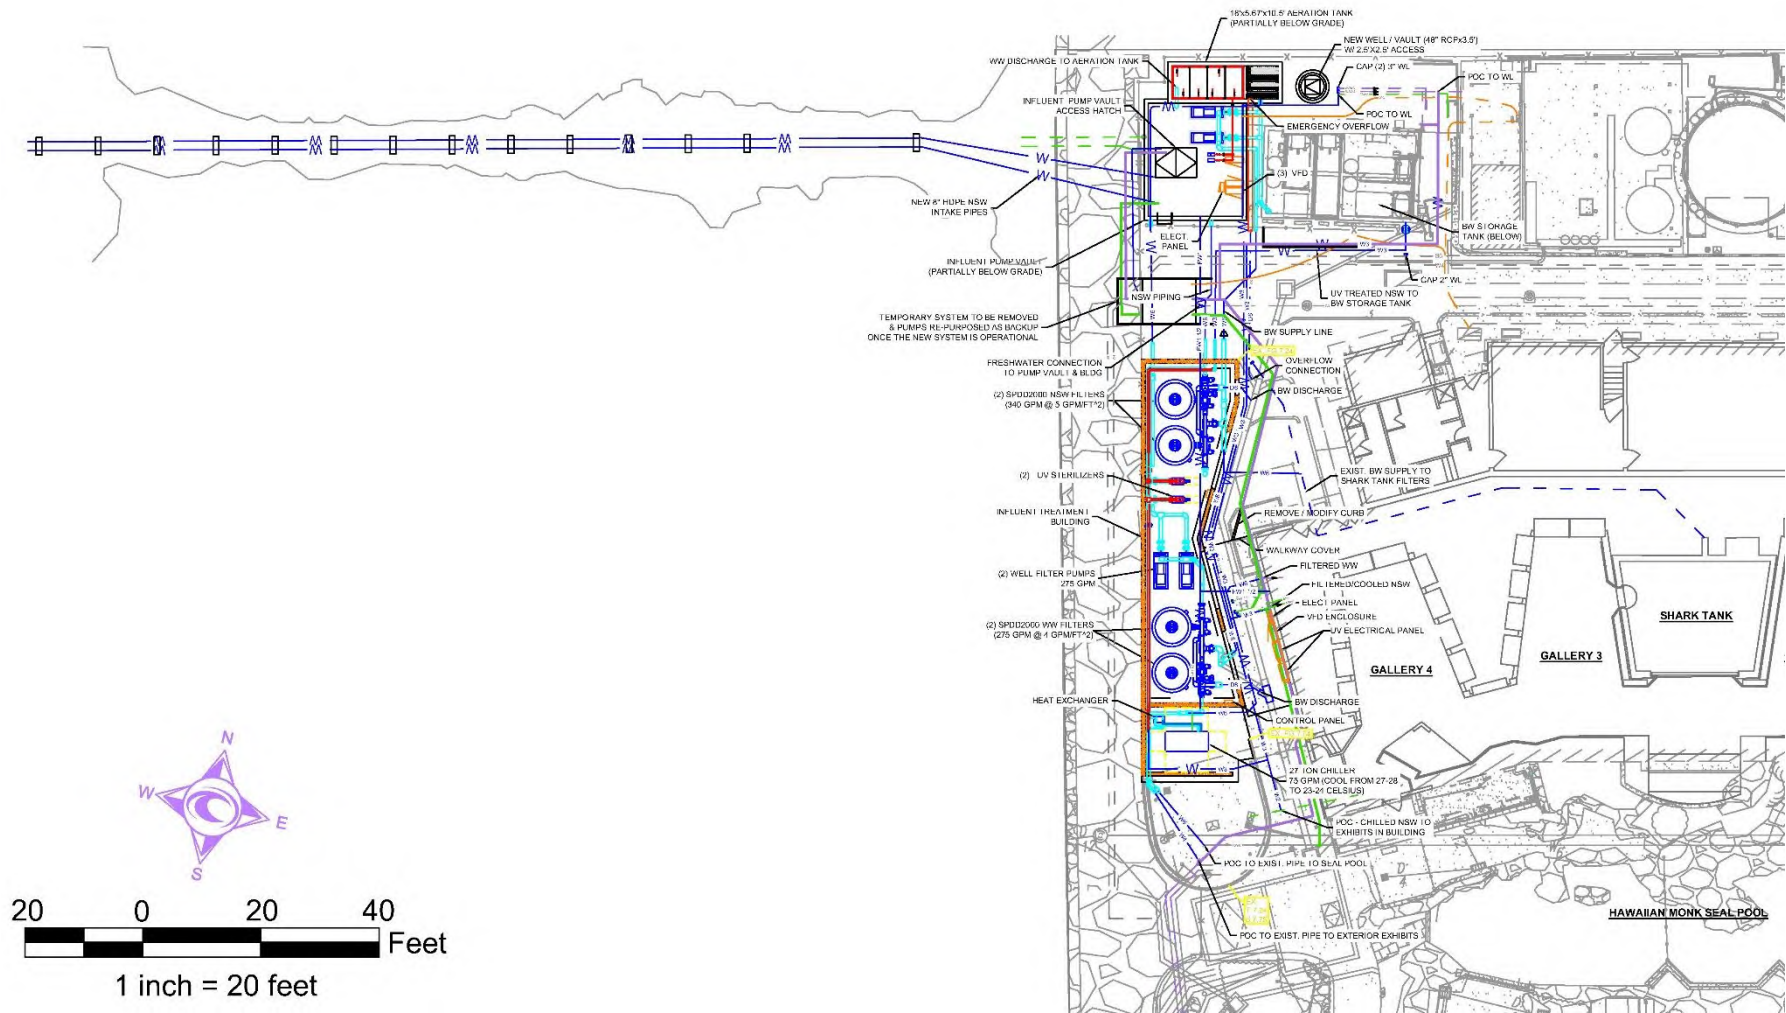 16'x5.67'x10.5' AERATION TANK
(PARTIALLY BELOW GRADE)
NEW WELL / VAULT (48" RCPx3.5')
W/ 2.5'X2.5' ACCESS
WW DISCHARGE TO AERATION TANK
CAP (2) 3" WL
POC TO WL
INFLUENT PUMP VAULT
ACCESS HATCH
POC TO WL
EMERGENCY OVERFLOW
(3) VFD
NEW 8" HDPE NSW
INTAKE PIPES
ELECT.
PANEL
BW STORAGE
TANK (BELOW)
INFLUENT PUMP VAULT
(PARTIALLY BELOW GRADE)
CAP 2" WL
NSW PIPING
UV TREATED NSW TO
BW STORAGE TANK
TEMPORARY SYSTEM TO BE REMOVED
& PUMPS RE-PURPOSED AS BACKUP
ONCE THE NEW SYSTEM IS OPERATIONAL
BW SUPPLY LINE
FRESHWATER CONNECTION
TO PUMP VAULT & BLDG
OVERFLOW
CONNECTION
BW DISCHARGE
(2) SPDD2000 NSW FILTERS
(340 GPM @ 5 GPM/FT^2)
(2) UV STERILIZERS
EXIST. BW SUPPLY TO
SHARK TANK FILTERS
INFLUENT TREATMENT
BUILDING
REMOVE / MODIFY CURB
WALKWAY COVER
(2) WELL FILTER PUMPS
275 GPM
FILTERED WW
FILTERED/COOLED NSW
ELECT PANEL
VFD ENCLOSURE
UV ELECTRICAL PANEL
(2) SPDD2000 WW FILTERS
(275 GPM @ 4 GPM/FT^2)
SHARK TANK
GALLERY 3
GALLERY 4
HEAT EXCHANGER
BW DISCHARGE
CONTROL PANEL
27 TON CHILLER
75 GPM (COOL FROM 27-28
TO 23-24 CELSIUS)
POC - CHILLED NSW TO
EXHIBITS IN BUILDING
POC TO EXIST. PIPE TO SEAL POOL
HAWAIIAN MONK SEAL POOL
POC TO EXIST. PIPE TO EXTERIOR EXHIBITS
N
W
E
S
20 0 20 40
Feet
1 inch = 20 feet